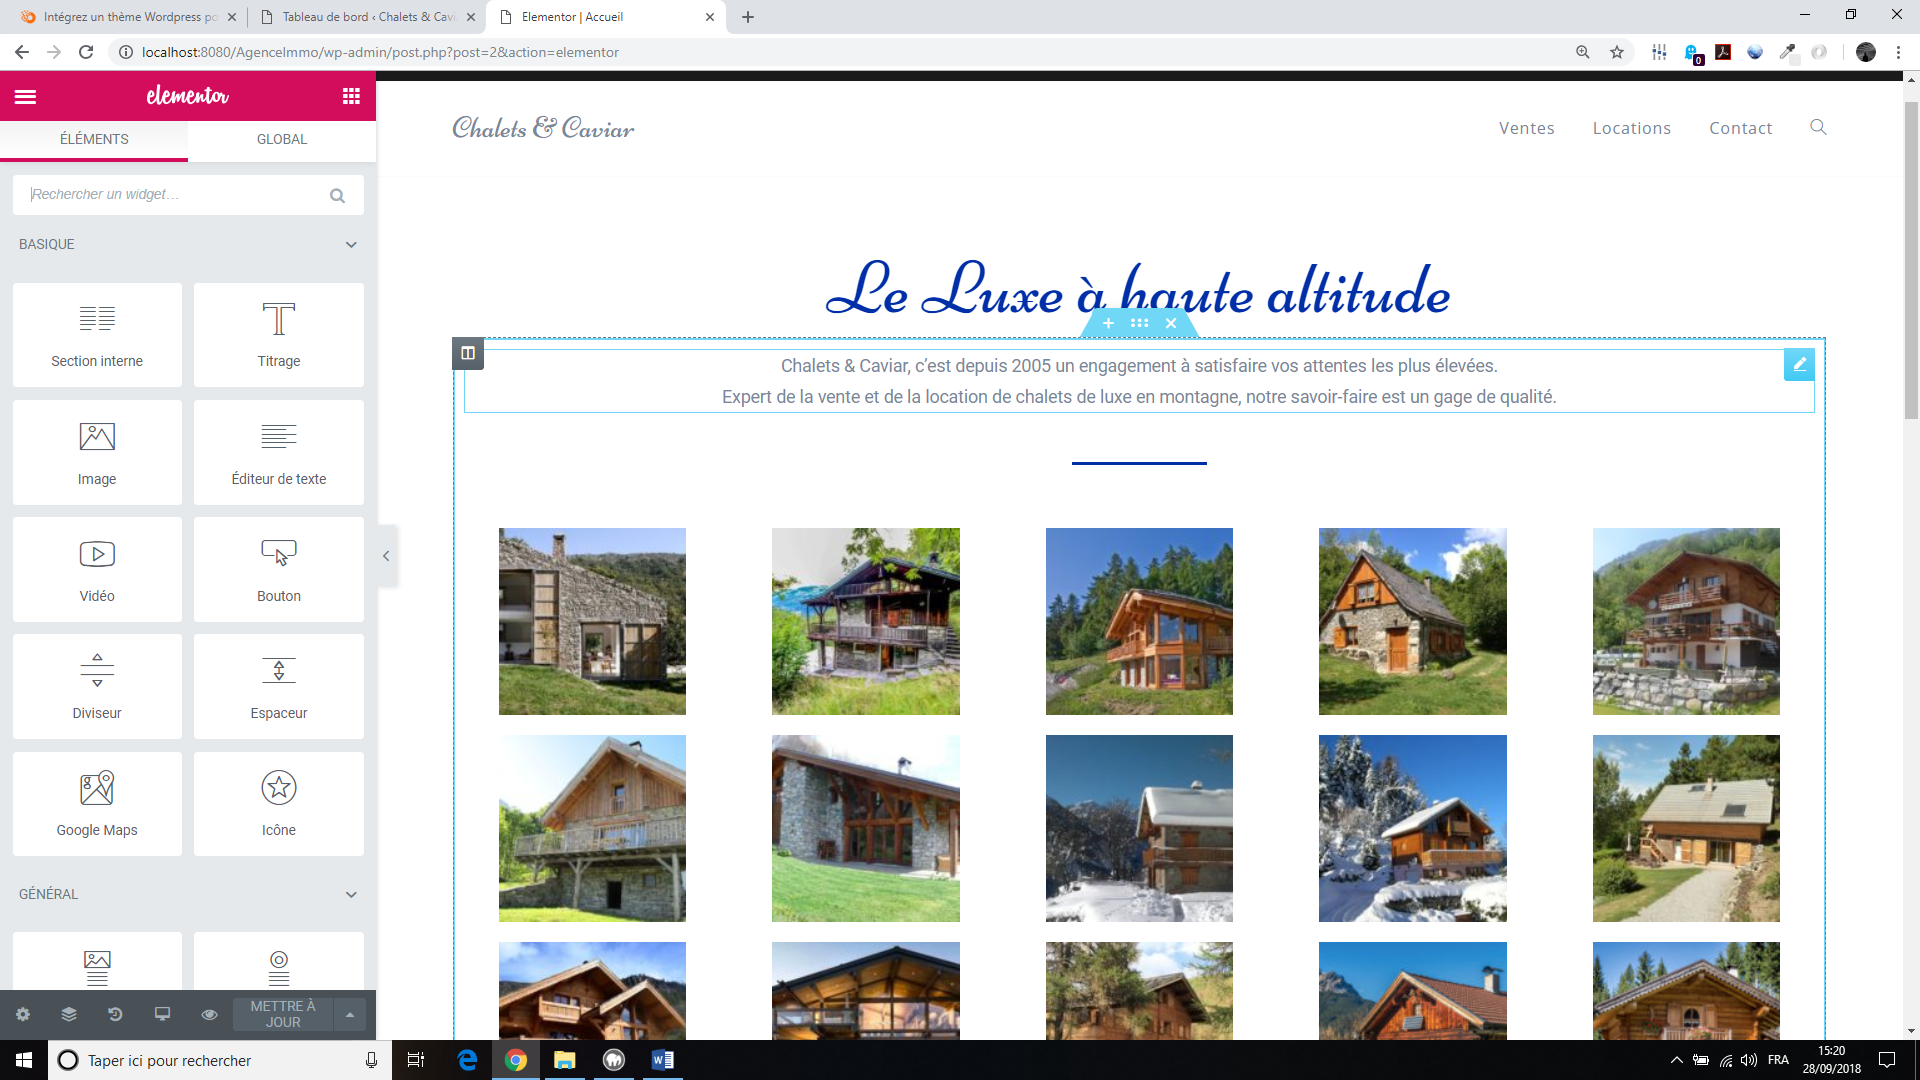 Intégrez un thème Wordpress po
Tableau de bord ‹ Chalets & Cavi
Elementor | Accueil
localhost:8080/AgenceImmo/wp-admin/post.php?post=2&action=elementor
0
elementor
ÉLÉMENTS
GLOBAL
Rechercher un widget…
BASIQUE
Section interne
Titrage
Image
Éditeur de texte
Vidéo
Bouton
Diviseur
Espaceur
Google Maps
Icône
GÉNÉRAL
METTRE À
JOUR
Chalets & Caviar
Ventes
Locations
Contact
Le Luxe à haute altitude
Chalets & Caviar, c’est depuis 2005 un engagement à satisfaire vos attentes les plus élevées.
Expert de la vente et de la location de chalets de luxe en montagne, notre savoir-faire est un gage de qualité.
Taper ici pour rechercher
FRA
15:20
28/09/2018